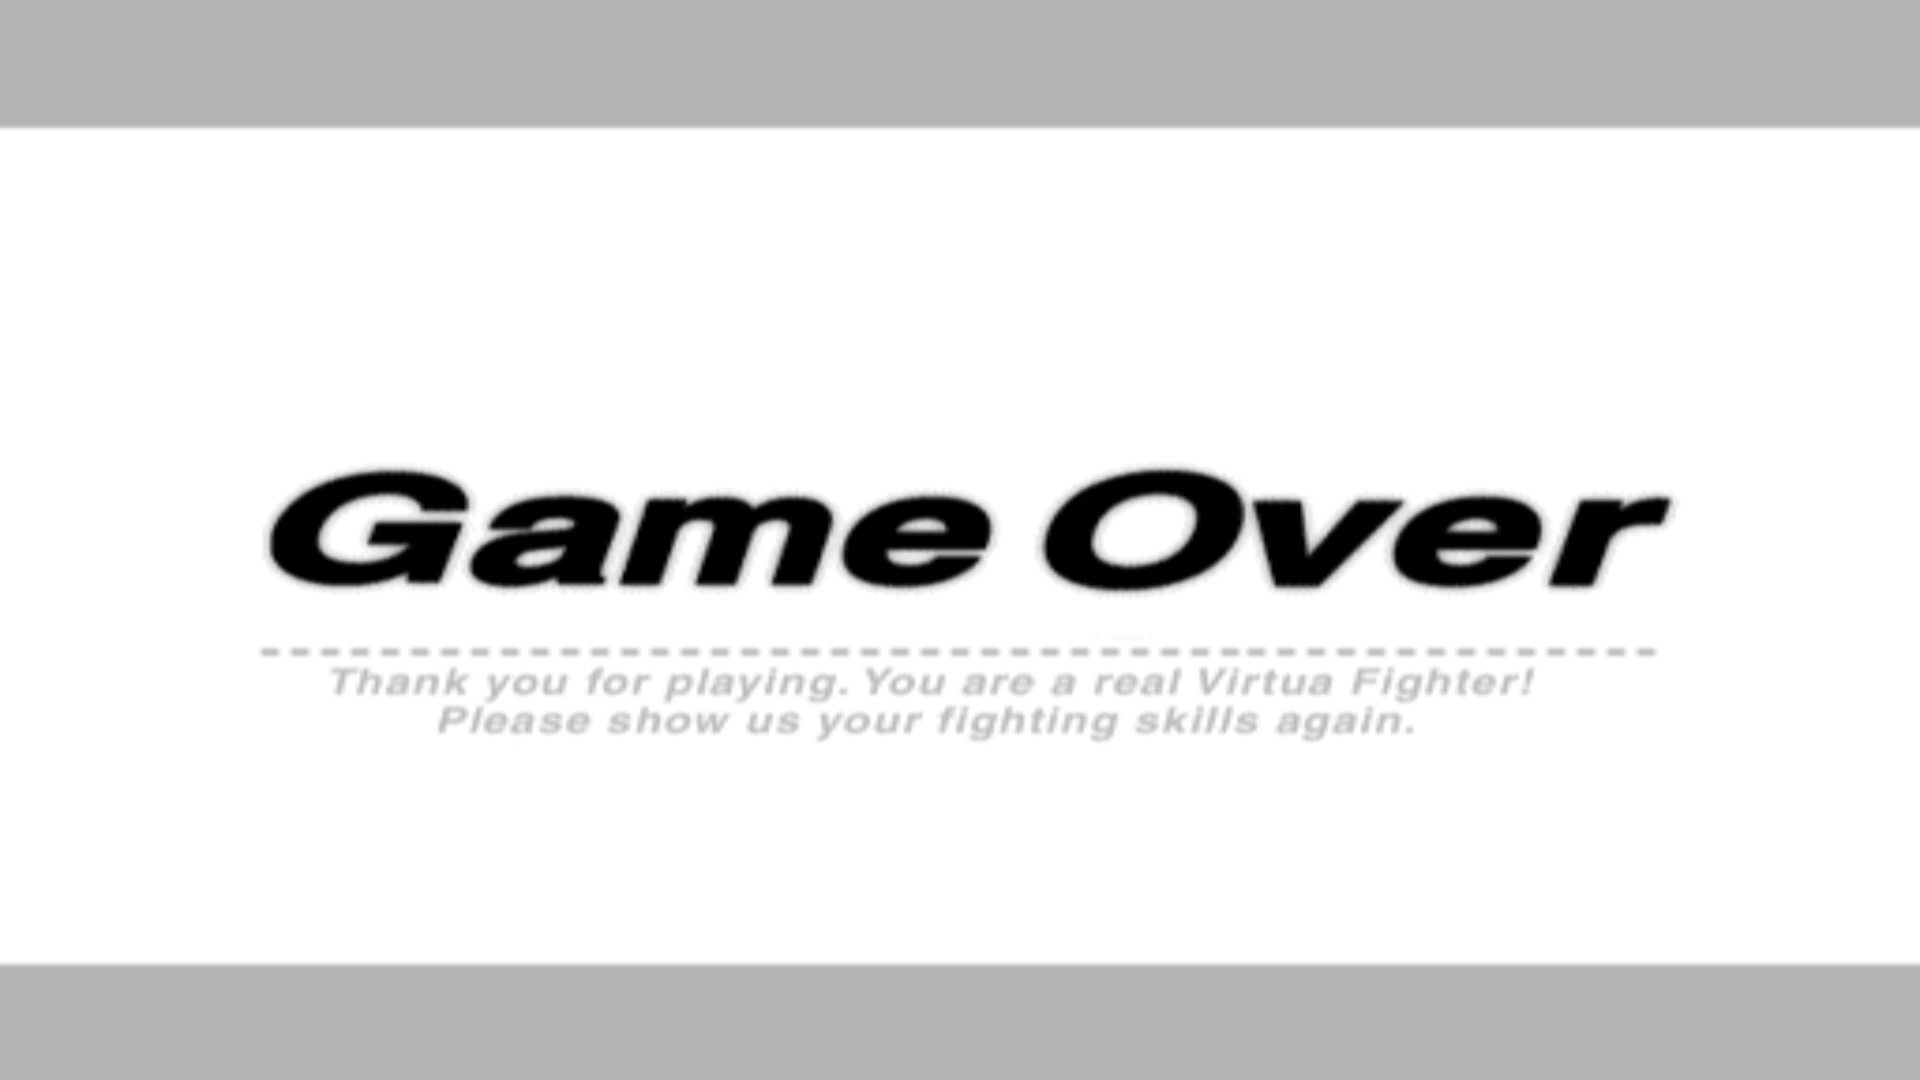 Game Over
Thank you for playing. You are a real Virtua Fighter!
Please show us your fighting skills again.